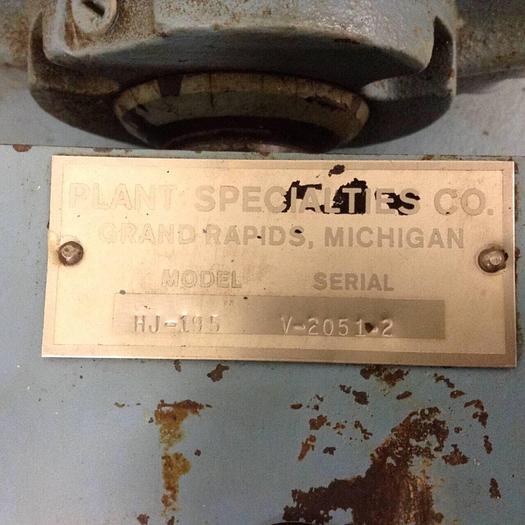 PLANT SPECIALTIES CO.
GRAND RAPIDS, MICHIGAN
MODEL SERIAL
HJ-195 V-2051-2